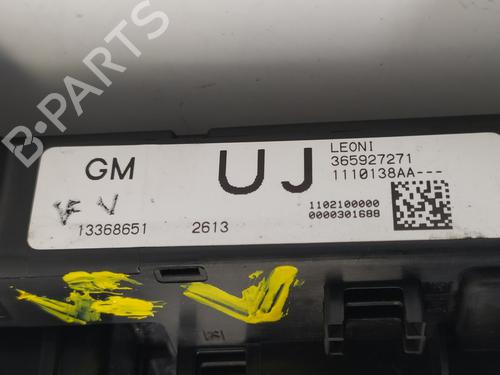 B-PARTS
LEONI
365927271
GM UJ 1110138AA---
1102100000
0000301688
13368651 2613